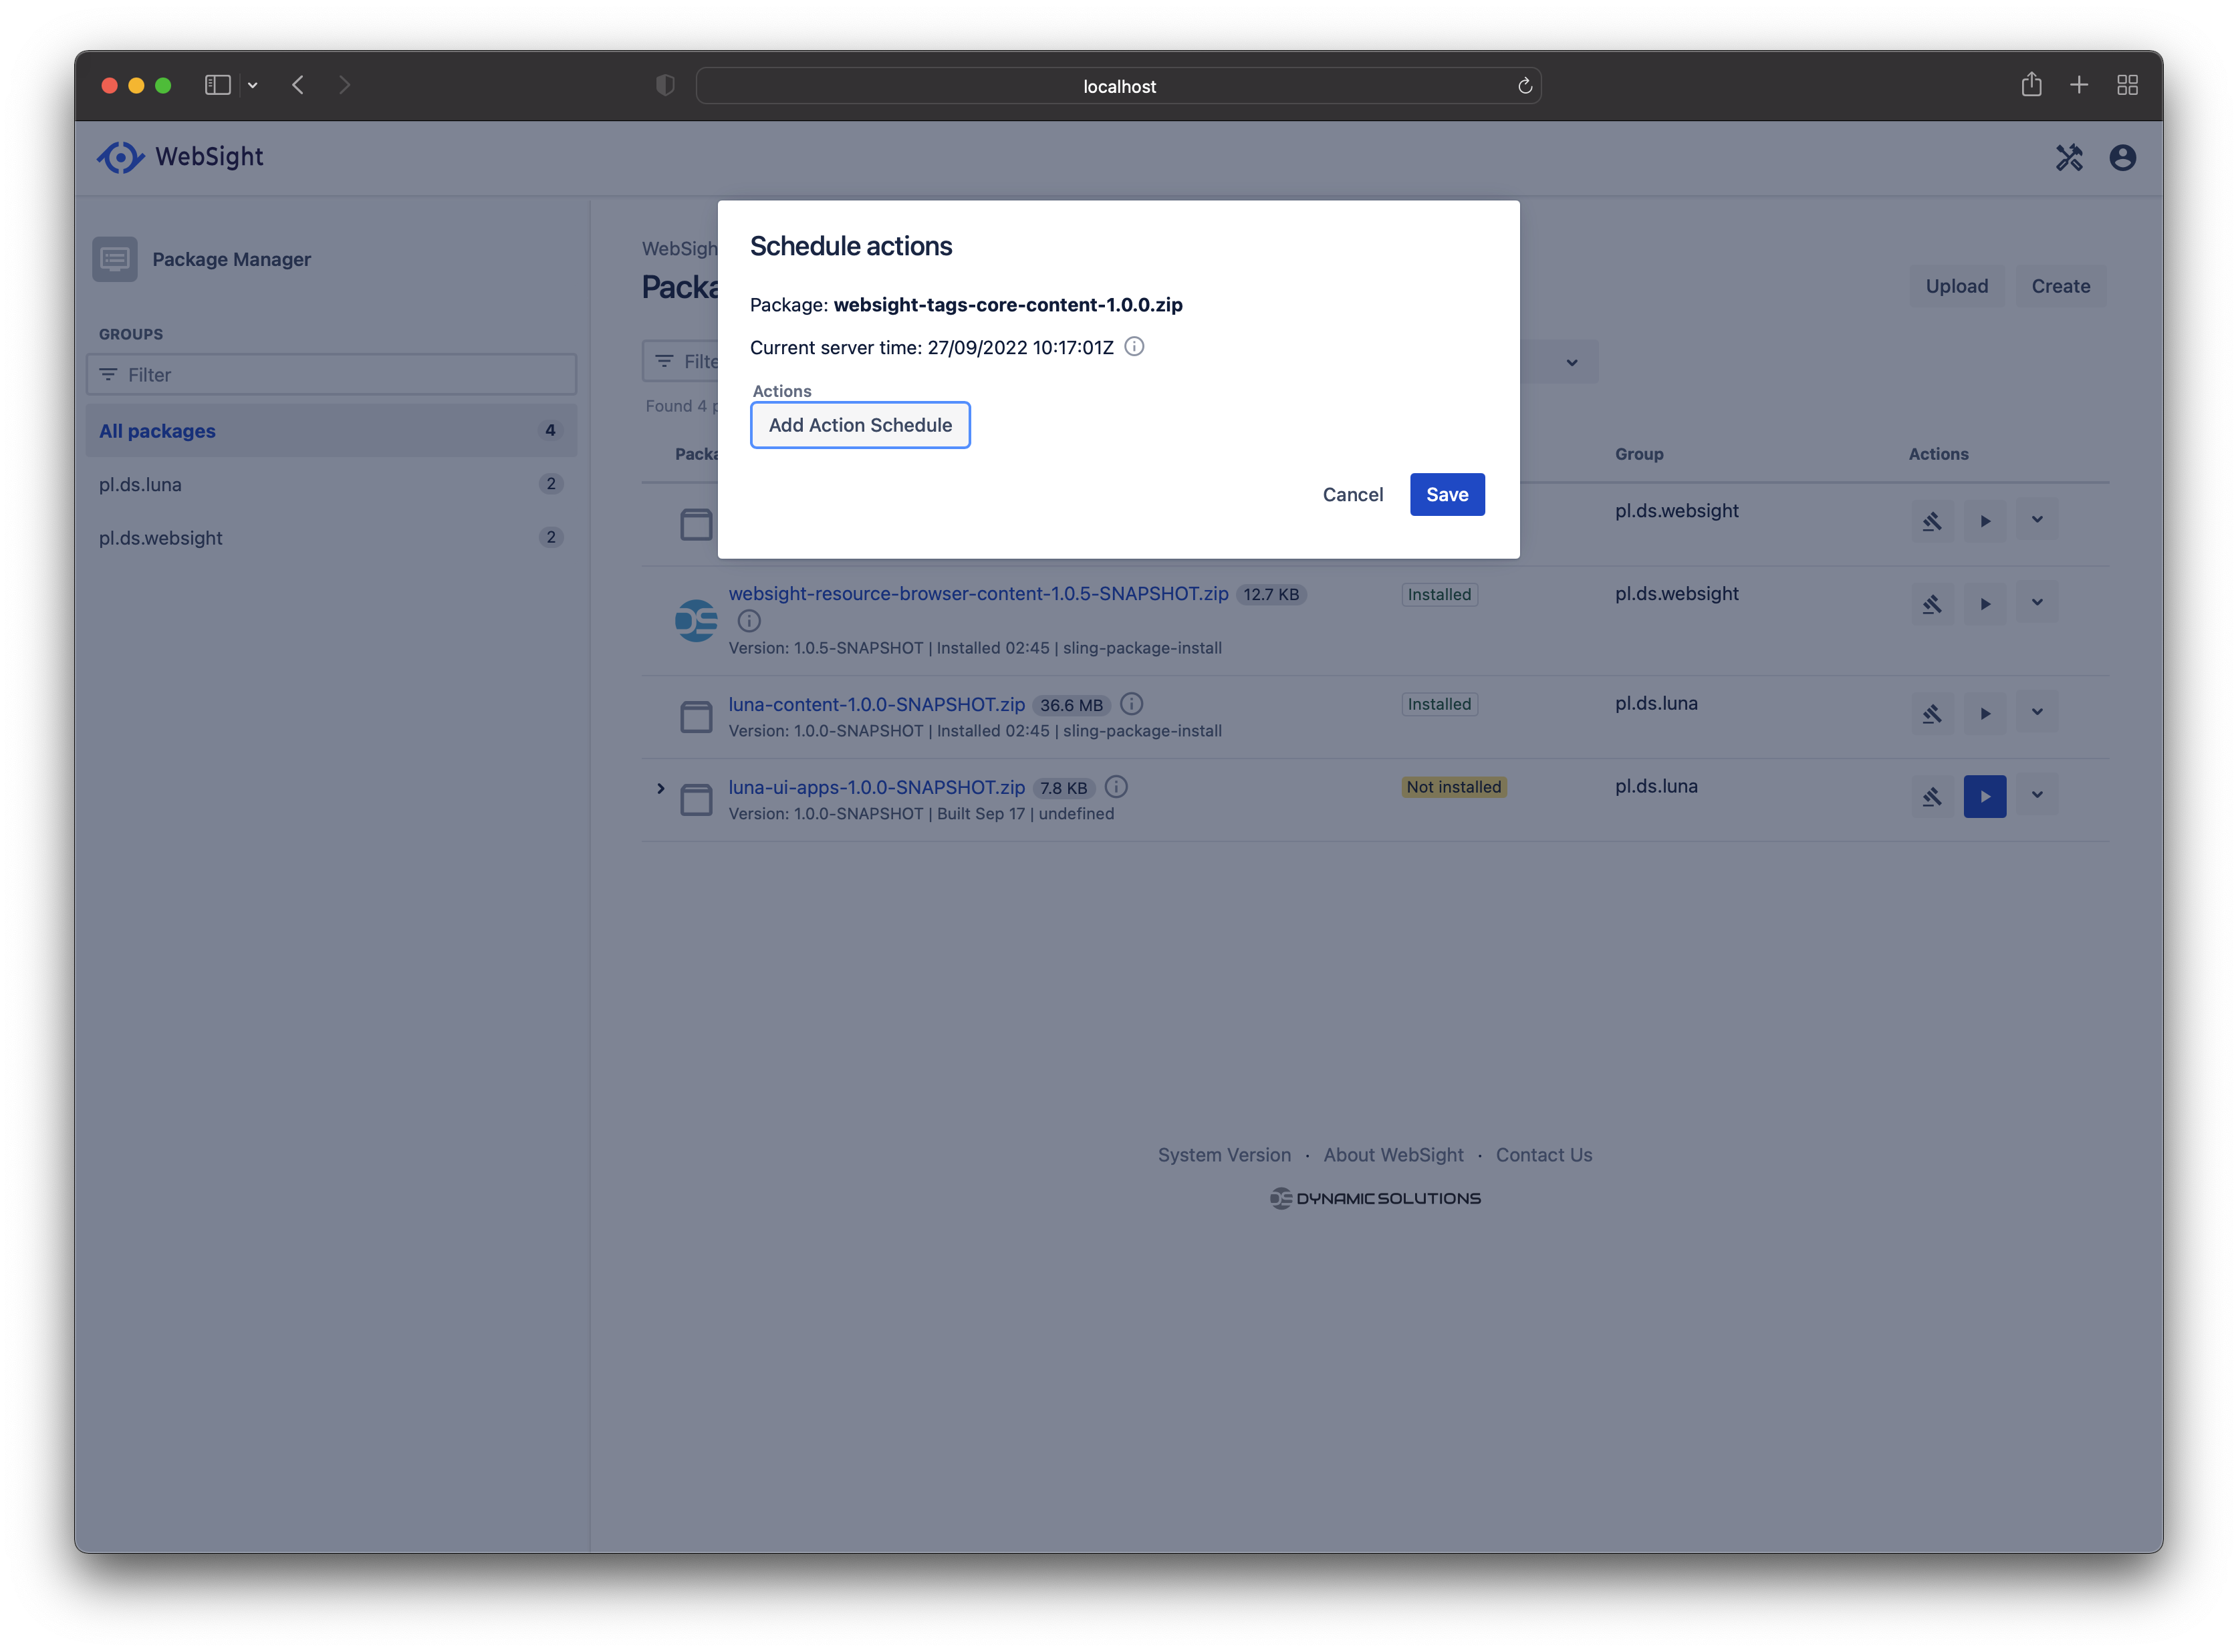 localhost
WebSight
Package Manager
GROUPS
Filter
All packages 4
pl.ds.luna 2
pl.ds.websight 2
Upload Create
Schedule actions
Package: websight-tags-core-content-1.0.0.zip
Current server time: 27/09/2022 10:17:01Z
Actions
Add Action Schedule
Cancel Save
Found 4
Group Actions
pl.ds.websight
websight-resource-browser-content-1.0.5-SNAPSHOT.zip 12.7 KB Installed pl.ds.websight
Version: 1.0.5-SNAPSHOT | Installed 02:45 | sling-package-install
luna-content-1.0.0-SNAPSHOT.zip 36.6 MB Installed pl.ds.luna
Version: 1.0.0-SNAPSHOT | Installed 02:45 | sling-package-install
luna-ui-apps-1.0.0-SNAPSHOT.zip 7.8 KB Not installed pl.ds.luna
Version: 1.0.0-SNAPSHOT | Built Sep 17 | undefined
System Version · About WebSight · Contact Us
DS DYNAMIC SOLUTIONS